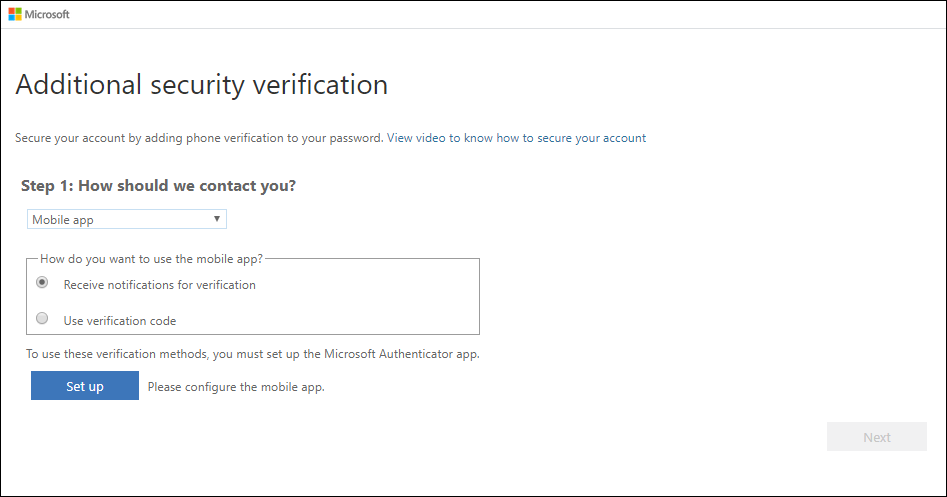 Microsoft
Additional security verification
Secure your account by adding phone verification to your password. View video to know how to secure your account
Step 1: How should we contact you?
Mobile app
How do you want to use the mobile app?
Receive notifications for verification
Use verification code
To use these verification methods, you must set up the Microsoft Authenticator app.
Set up Please configure the mobile app.
Next